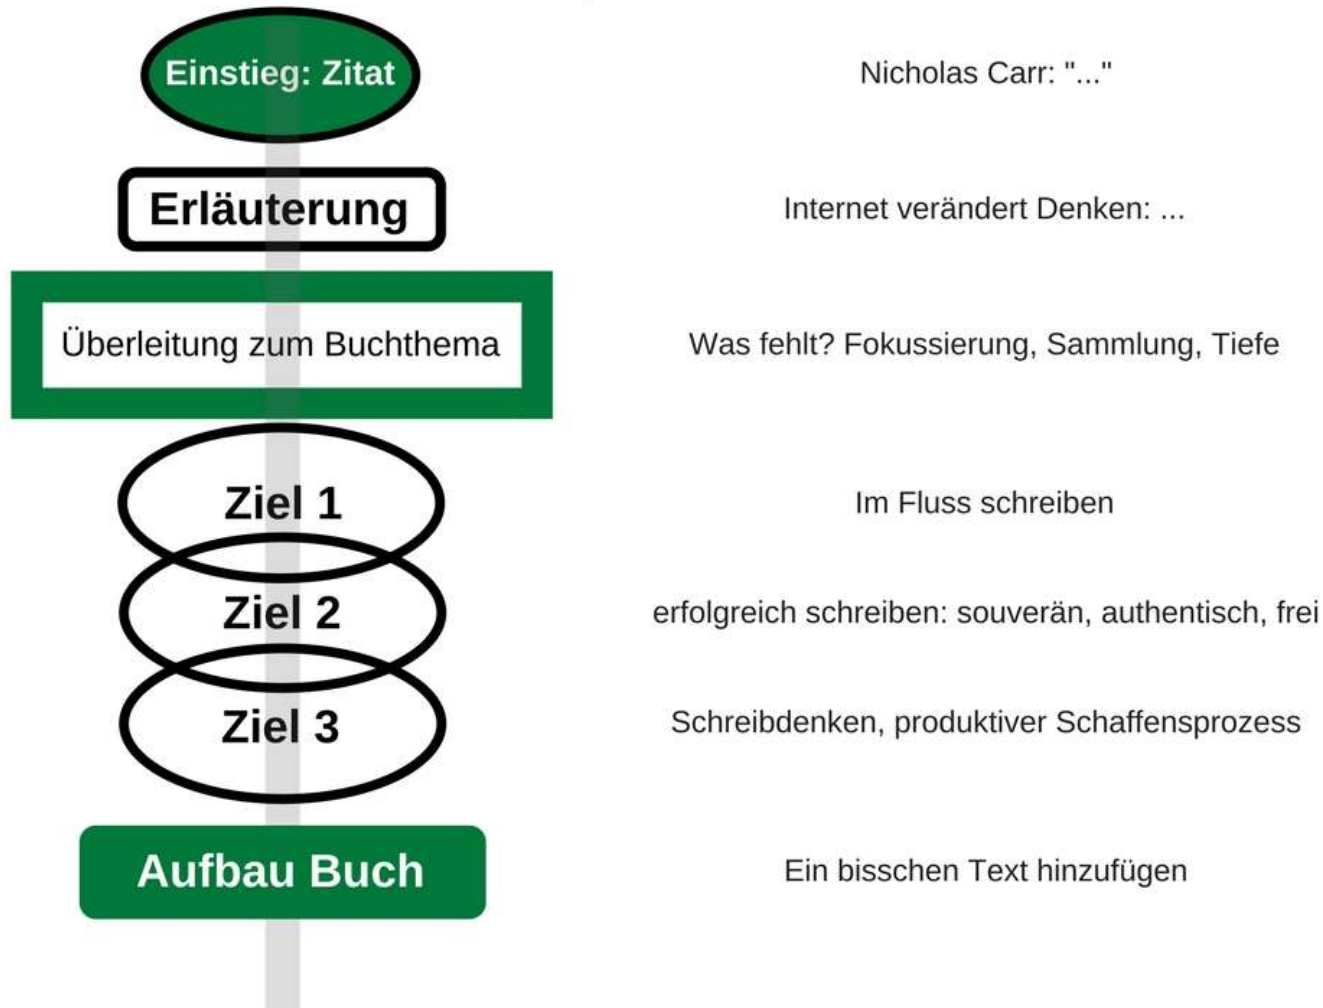 Einstieg: Zitat
Nicholas Carr: "..."
Erläuterung
Internet verändert Denken: ...
Überleitung zum Buchthema
Was fehlt? Fokussierung, Sammlung, Tiefe
Ziel 1
Im Fluss schreiben
Ziel 2
erfolgreich schreiben: souverän, authentisch, frei
Ziel 3
Schreibdenken, produktiver Schaffensprozess
Aufbau Buch
Ein bisschen Text hinzufügen